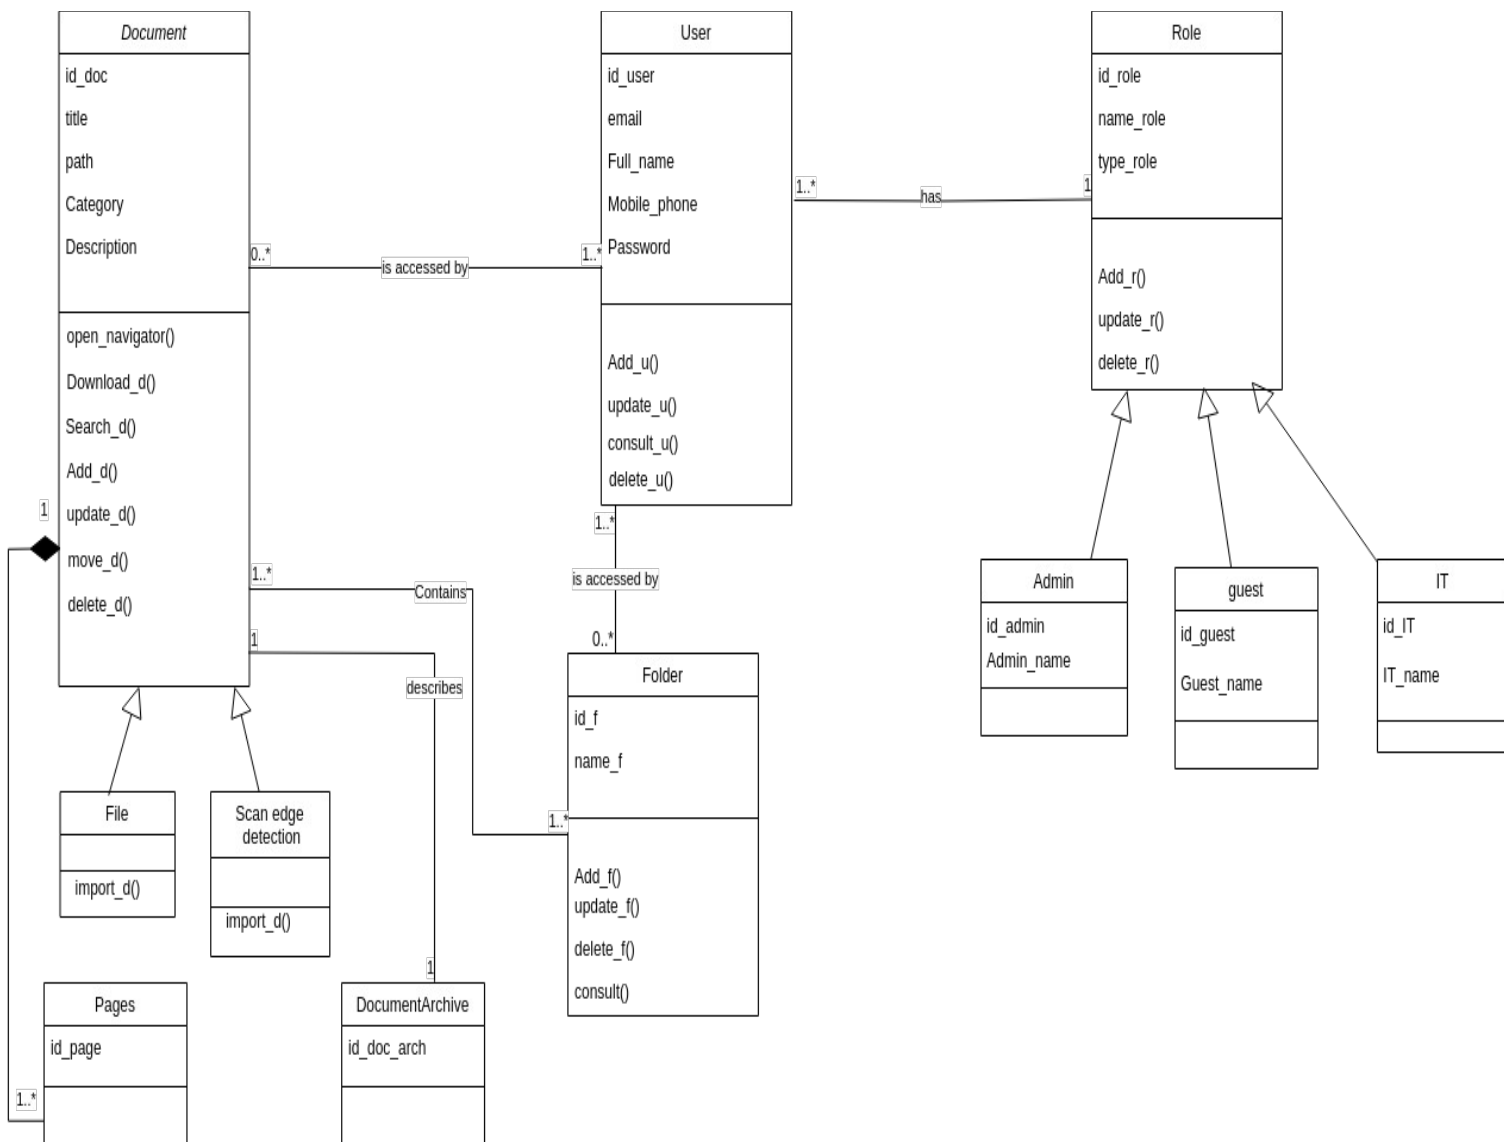 Document
id_doc
title
path
Category
Description
open_navigator()
Download_d()
Search_d()
Add_d()
update_d()
move_d()
delete_d()
0..*
is accessed by
1..*
User
id_user
email
Full_name
Mobile_phone
Password
Add_u()
update_u()
consult_u()
delete_u()
1..*
has
1
Role
id_role
name_role
type_role
Add_r()
update_r()
delete_r()
1
1..*
Contains
1..*
1
describes
1
1..*
is accessed by
0..*
Folder
id_f
name_f
Add_f()
update_f()
delete_f()
consult()
Admin
id_admin
Admin_name
guest
id_guest
Guest_name
IT
id_IT
IT_name
File
import_d()
Scan edge
detection
import_d()
Pages
id_page
1..*
DocumentArchive
id_doc_arch